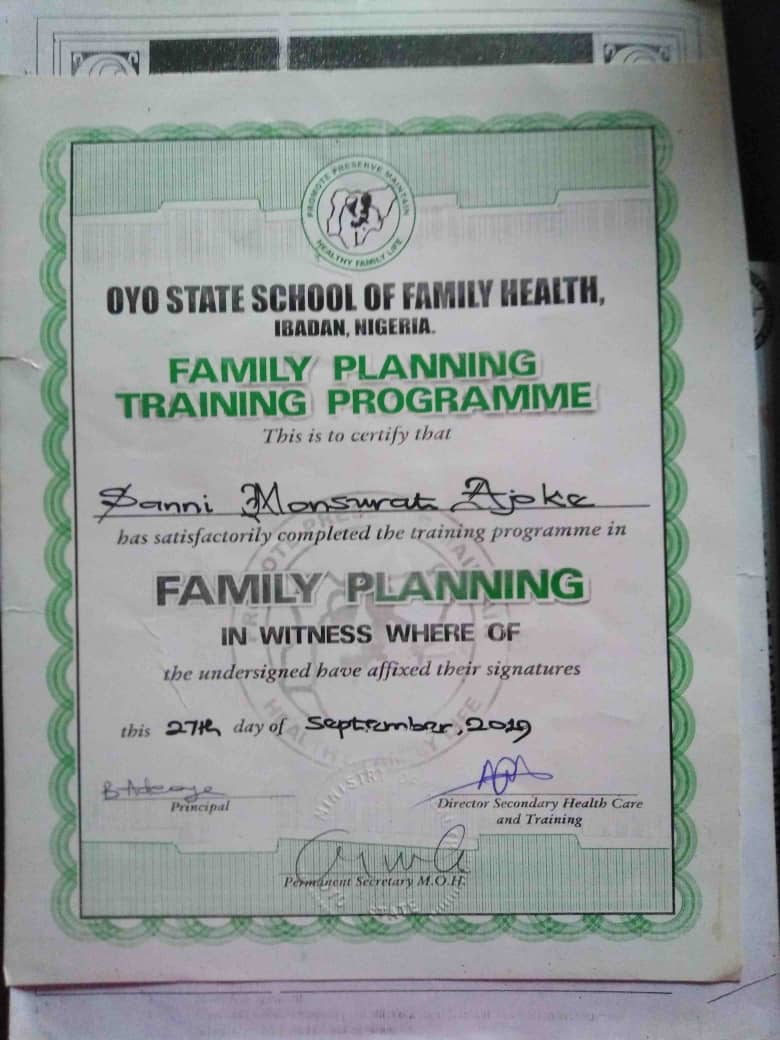 PROMOTE PRESERVE MAINTAIN
HEALTHY FAMILY LIFE
OYO STATE SCHOOL OF FAMILY HEALTH,
IBADAN, NIGERIA.
FAMILY PLANNING
TRAINING PROGRAMME
This is to certify that
Sanni Monsurat Ajoke
has satisfactorily completed the training programme in
FAMILY PLANNING
IN WITNESS WHERE OF
the undersigned have affixed their signatures
this 27th day of September, 2019
B. Adeoye
Principal
Director Secondary Health Care
and Training
Permanent Secretary M.O.H.
MINISTRY OF